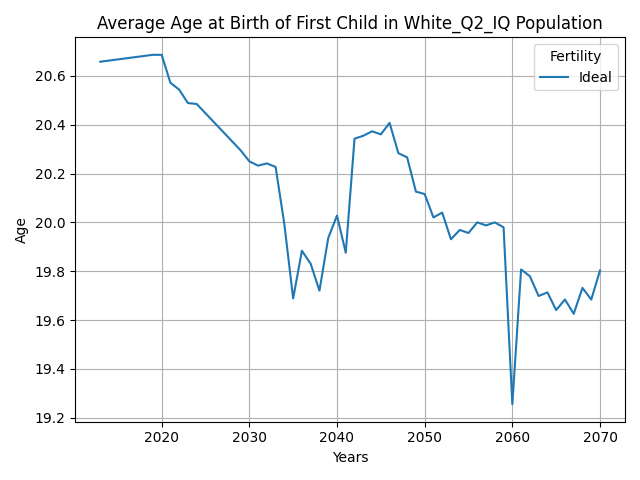 Average Age at Birth of First Child in White_Q2_IQ Population
Fertility
Ideal
20.6
20.4
20.2
20.0
19.8
19.6
19.4
19.2
Age
2020 2030 2040 2050 2060 2070
Years